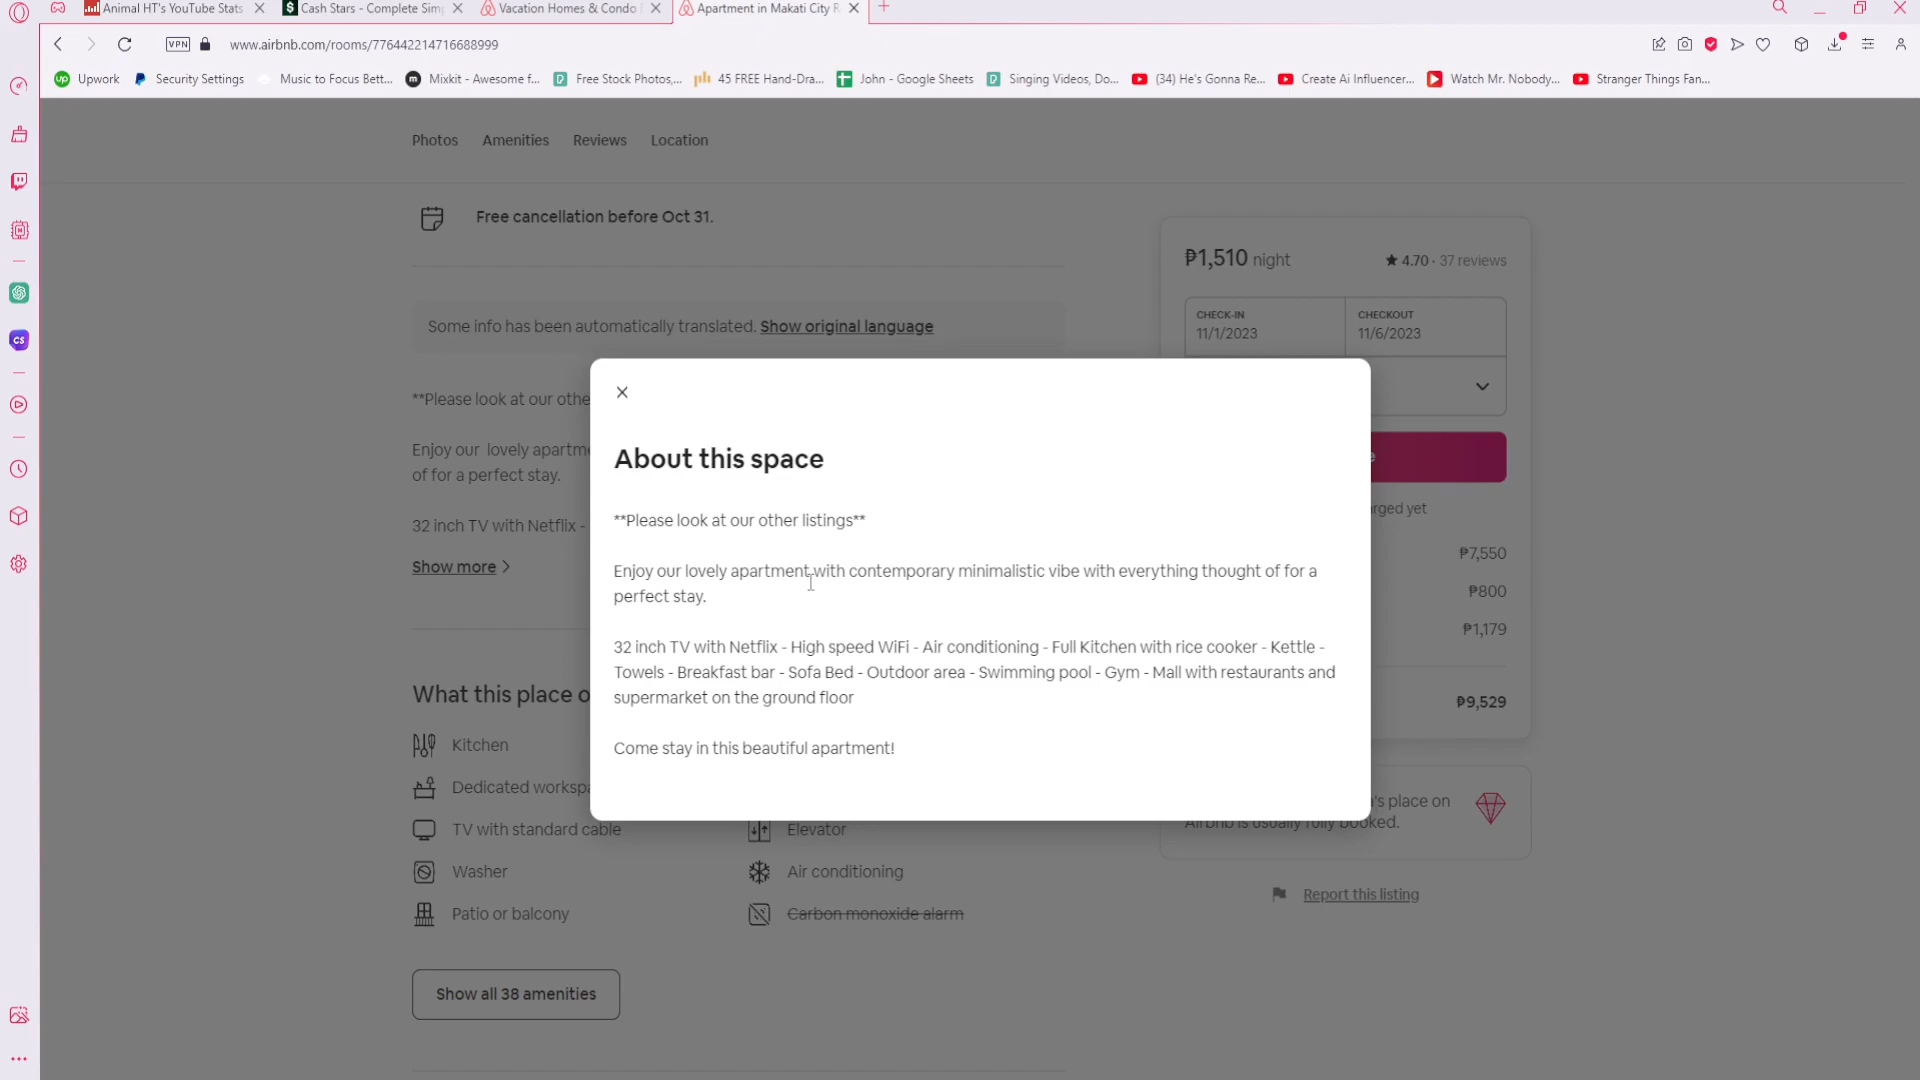 Animal HT's YouTube Stats
Cash Stars - Complete Sim
Vacation Homes & Condo
Apartment in Makati City R
VPN
www.airbnb.com/rooms/776442214716688999
Upwork
Security Settings
Music to Focus Bett...
Mixkit - Awesome f...
Free Stock Photos,...
45 FREE Hand-Dra...
John - Google Sheets
Singing Videos, Do...
(34) He's Gonna Re...
Create Ai Influencer...
Watch Mr. Nobody...
Stranger Things Fan...
Photos Amenities Reviews Location
Free cancellation before Oct 31.
₱1,510 night
★ 4.70 · 37 reviews
CHECK-IN
11/1/2023
CHECKOUT
11/6/2023
Some info has been automatically translated. Show original language
**Please look at our othe
Enjoy our lovely apartme
of for a perfect stay.
32 inch TV with Netflix -
Show more
About this space
**Please look at our other listings**
Enjoy our lovely apartment with contemporary minimalistic vibe with everything thought of for a
perfect stay.
32 inch TV with Netflix - High speed WiFi - Air conditioning - Full Kitchen with rice cooker - Kettle -
Towels - Breakfast bar - Sofa Bed - Outdoor area - Swimming pool - Gym - Mall with restaurants and
supermarket on the ground floor
Come stay in this beautiful apartment!
e
rged yet
₱7,550
₱800
₱1,179
₱9,529
's place on
Airbnb is usually fully booked.
Report this listing
What this place o
Kitchen
Dedicated workspa
TV with standard cable
Elevator
Washer
Air conditioning
Patio or balcony
Carbon monoxide alarm
Show all 38 amenities
CS